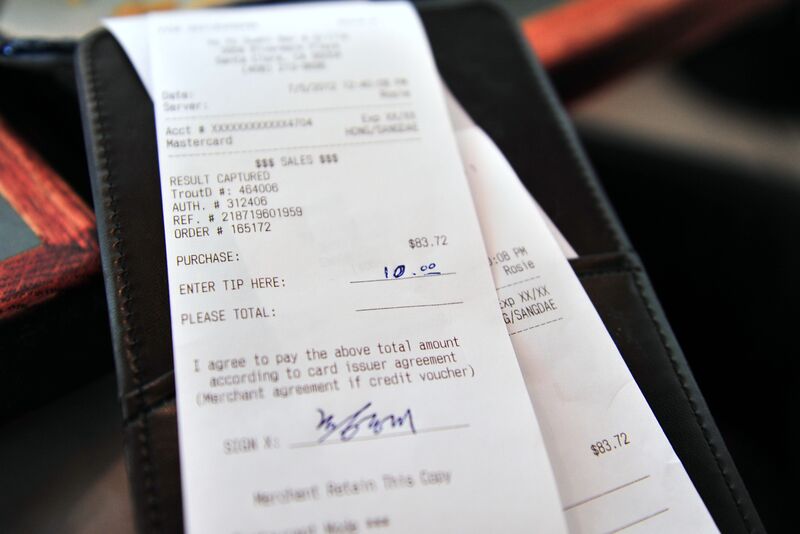 Santa Clara, CA
Date: 7/5/2012 12:40:08 PM
Server: Rosie
Acct # XXXXXXXXXXXX4704 Exp XX/XX
Mastercard HONG/SANGDAE
$$$ SALES $$$
RESULT CAPTURED
TroutD #: 464006
AUTH. # 312406
REF. # 218719601959
ORDER # 165172
PURCHASE: $83.72
ENTER TIP HERE: 10.00
PLEASE TOTAL:
I agree to pay the above total amount
according to card issuer agreement
(Merchant agreement if credit voucher)
SIGN X:
Merchant Retain This Copy
:08 PM
Rosie
Exp XX/XX
G/SANGDAE
$83.72